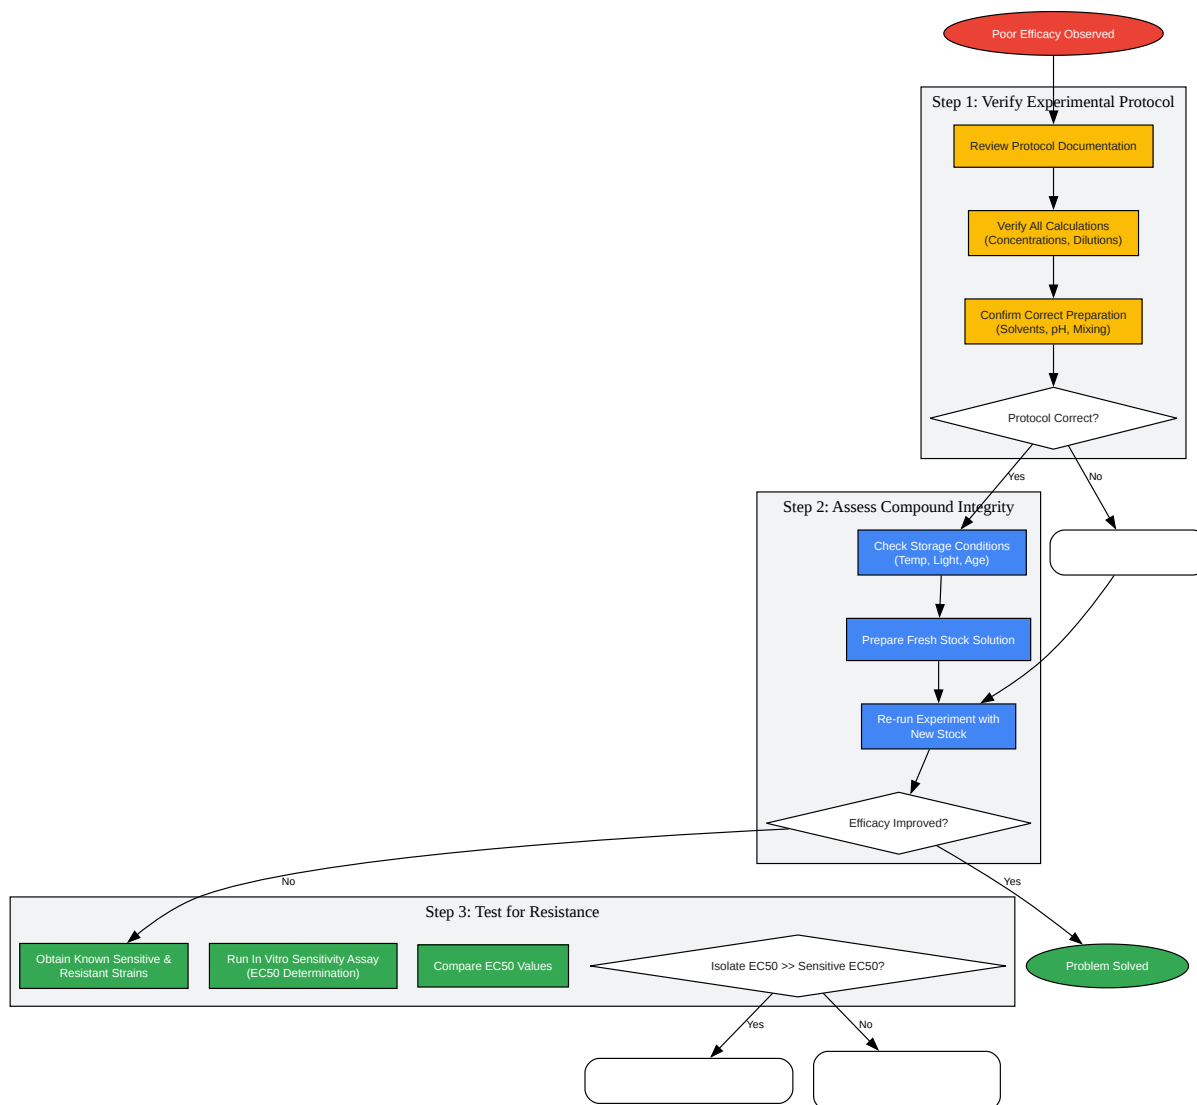 Poor Efficacy Observed
Step 1: Verify Experimental Protocol
Review Protocol Documentation
Verify All Calculations
(Concentrations, Dilutions)
Confirm Correct Preparation
(Solvents, pH, Mixing)
Protocol Correct?
Yes
No
Step 2: Assess Compound Integrity
Check Storage Conditions
(Temp, Light, Age)
Prepare Fresh Stock Solution
Re-run Experiment with
New Stock
Efficacy Improved?
No
Yes
Step 3: Test for Resistance
Obtain Known Sensitive &
Resistant Strains
Run In Vitro Sensitivity Assay
(EC50 Determination)
Compare EC50 Values
Isolate EC50 >> Sensitive EC50?
Problem Solved
Yes
No